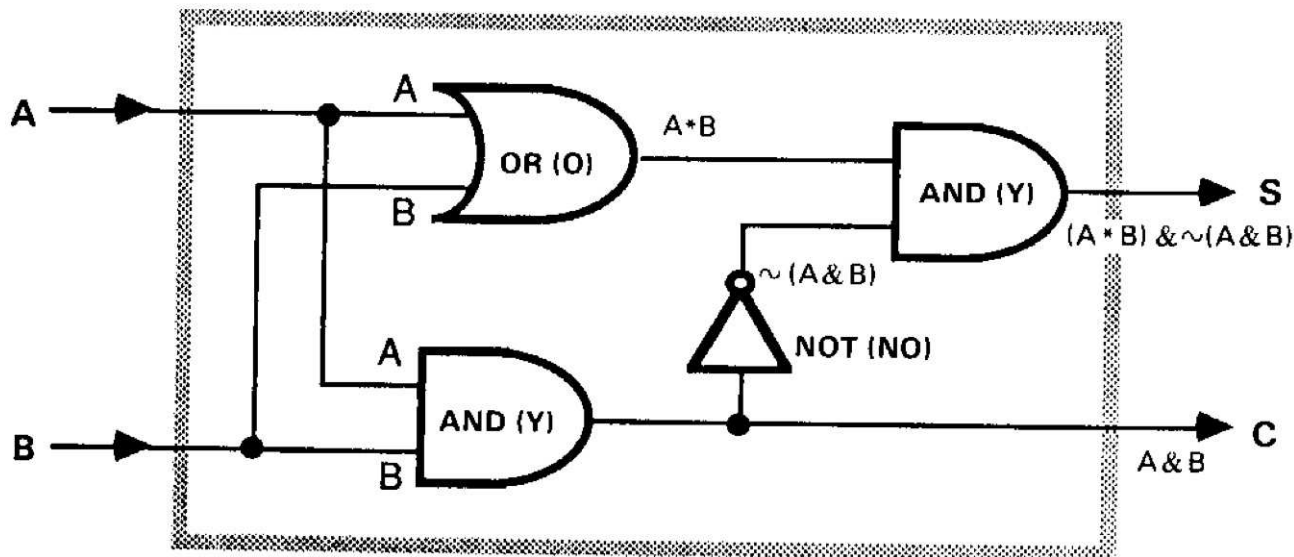 A
A
OR (O)
B
A*B
AND (Y)
S
(A*B) & ~(A&B)
~(A&B)
NOT (NO)
A
AND (Y)
B
B
C
A&B